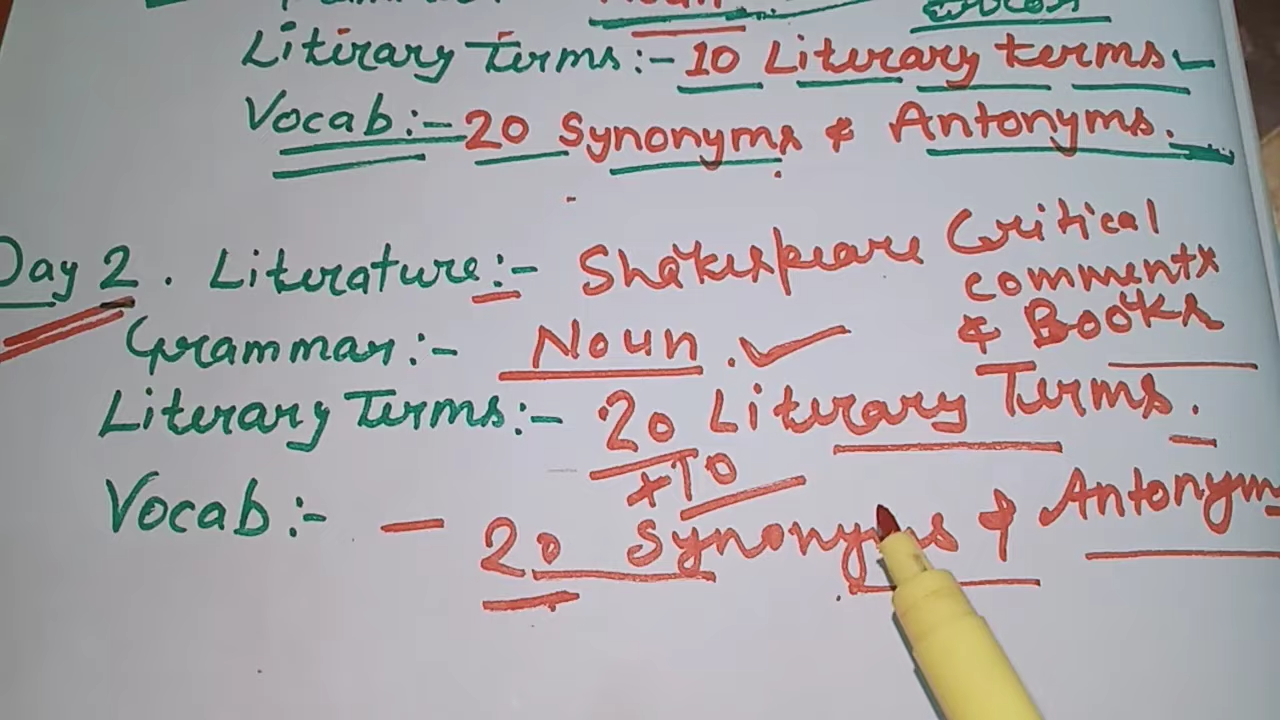 Noun
Literary Terms:- 10 Literary terms
Vocab:- 20 Synonyms & Antonyms.
Day 2. Literature:- Shakespeare Critical
comments
& Books
Grammar:- Noun.
Literary Terms:- 20 Literary Terms.
+10
Vocab:- - 20 Synonyms & Antonym